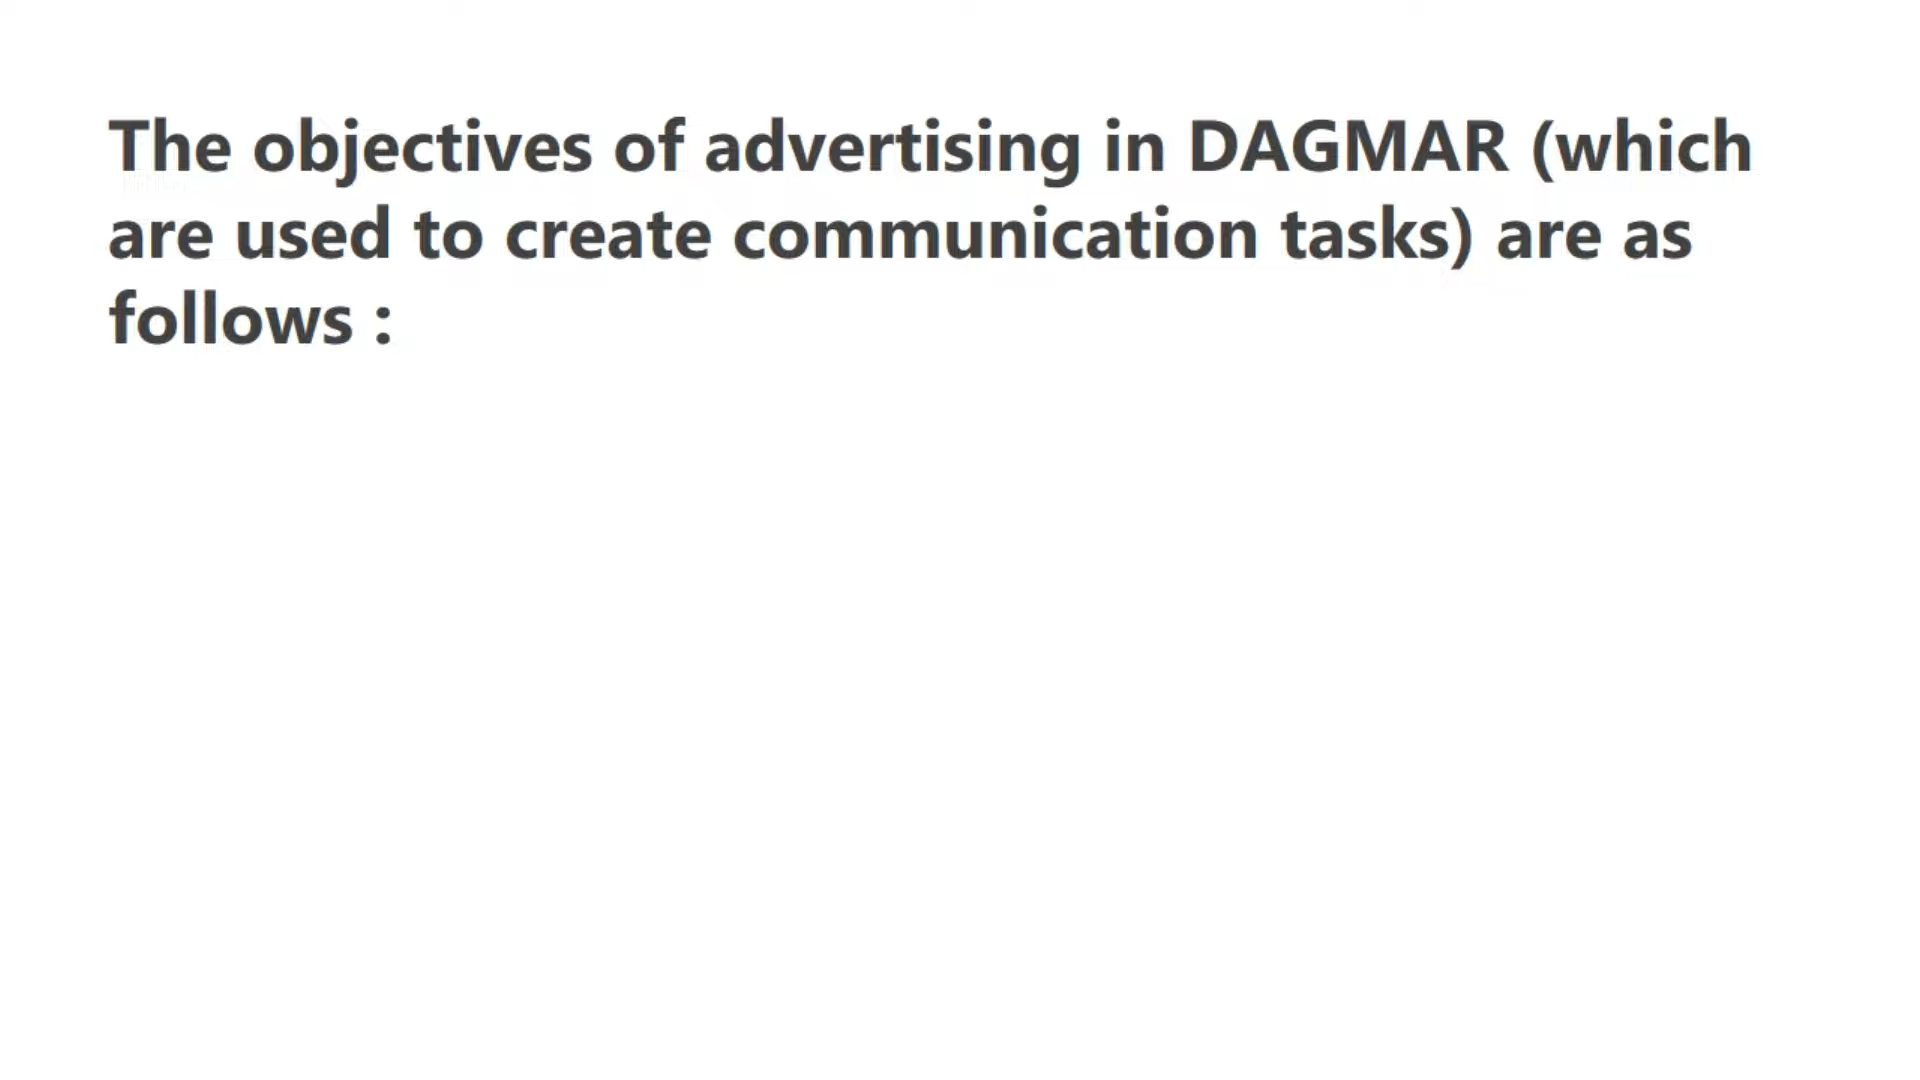 The objectives of advertising in DAGMAR (which
are used to create communication tasks) are as
follows :